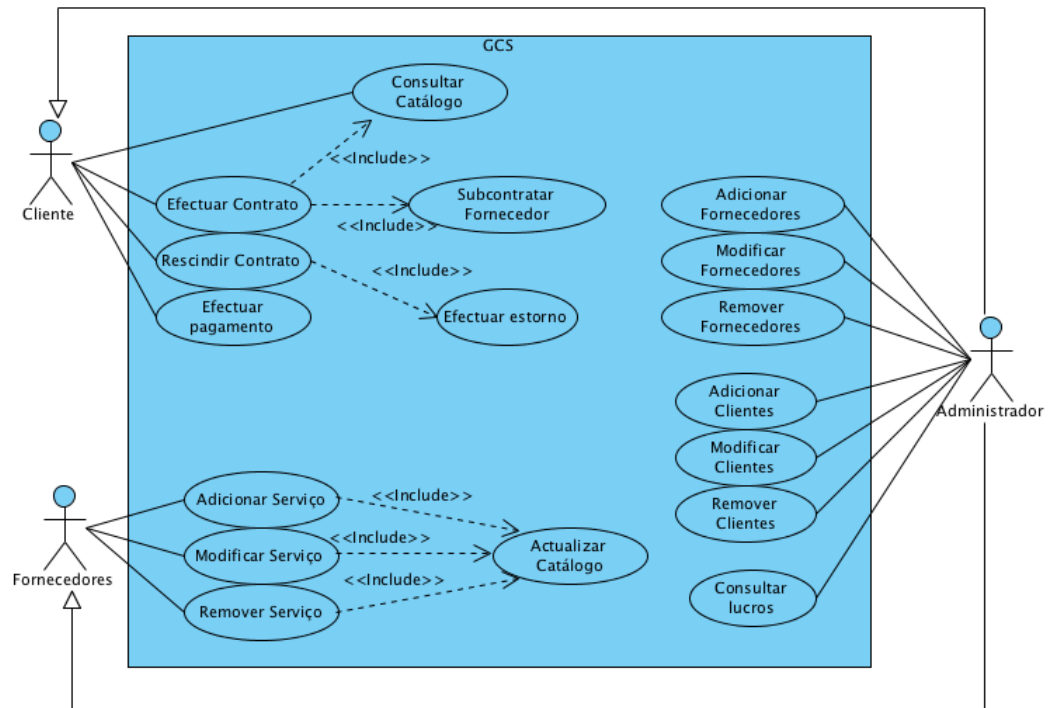 GCS
Consultar
Catálogo
<<Include>>
Cliente
Efectuar Contrato
Subcontratar
Fornecedor
<<Include>>
Rescindir Contrato
<<Include>>
Efectuar
pagamento
Efectuar estorno
Adicionar
Fornecedores
Modificar
Fornecedores
Remover
Fornecedores
Adicionar
Clientes
Administrador
Modificar
Clientes
Remover
Clientes
Consultar
lucros
Fornecedores
Adicionar Serviço
<<Include>>
Modificar Serviço
<<Include>>
Actualizar
Catálogo
<<Include>>
Remover Serviço